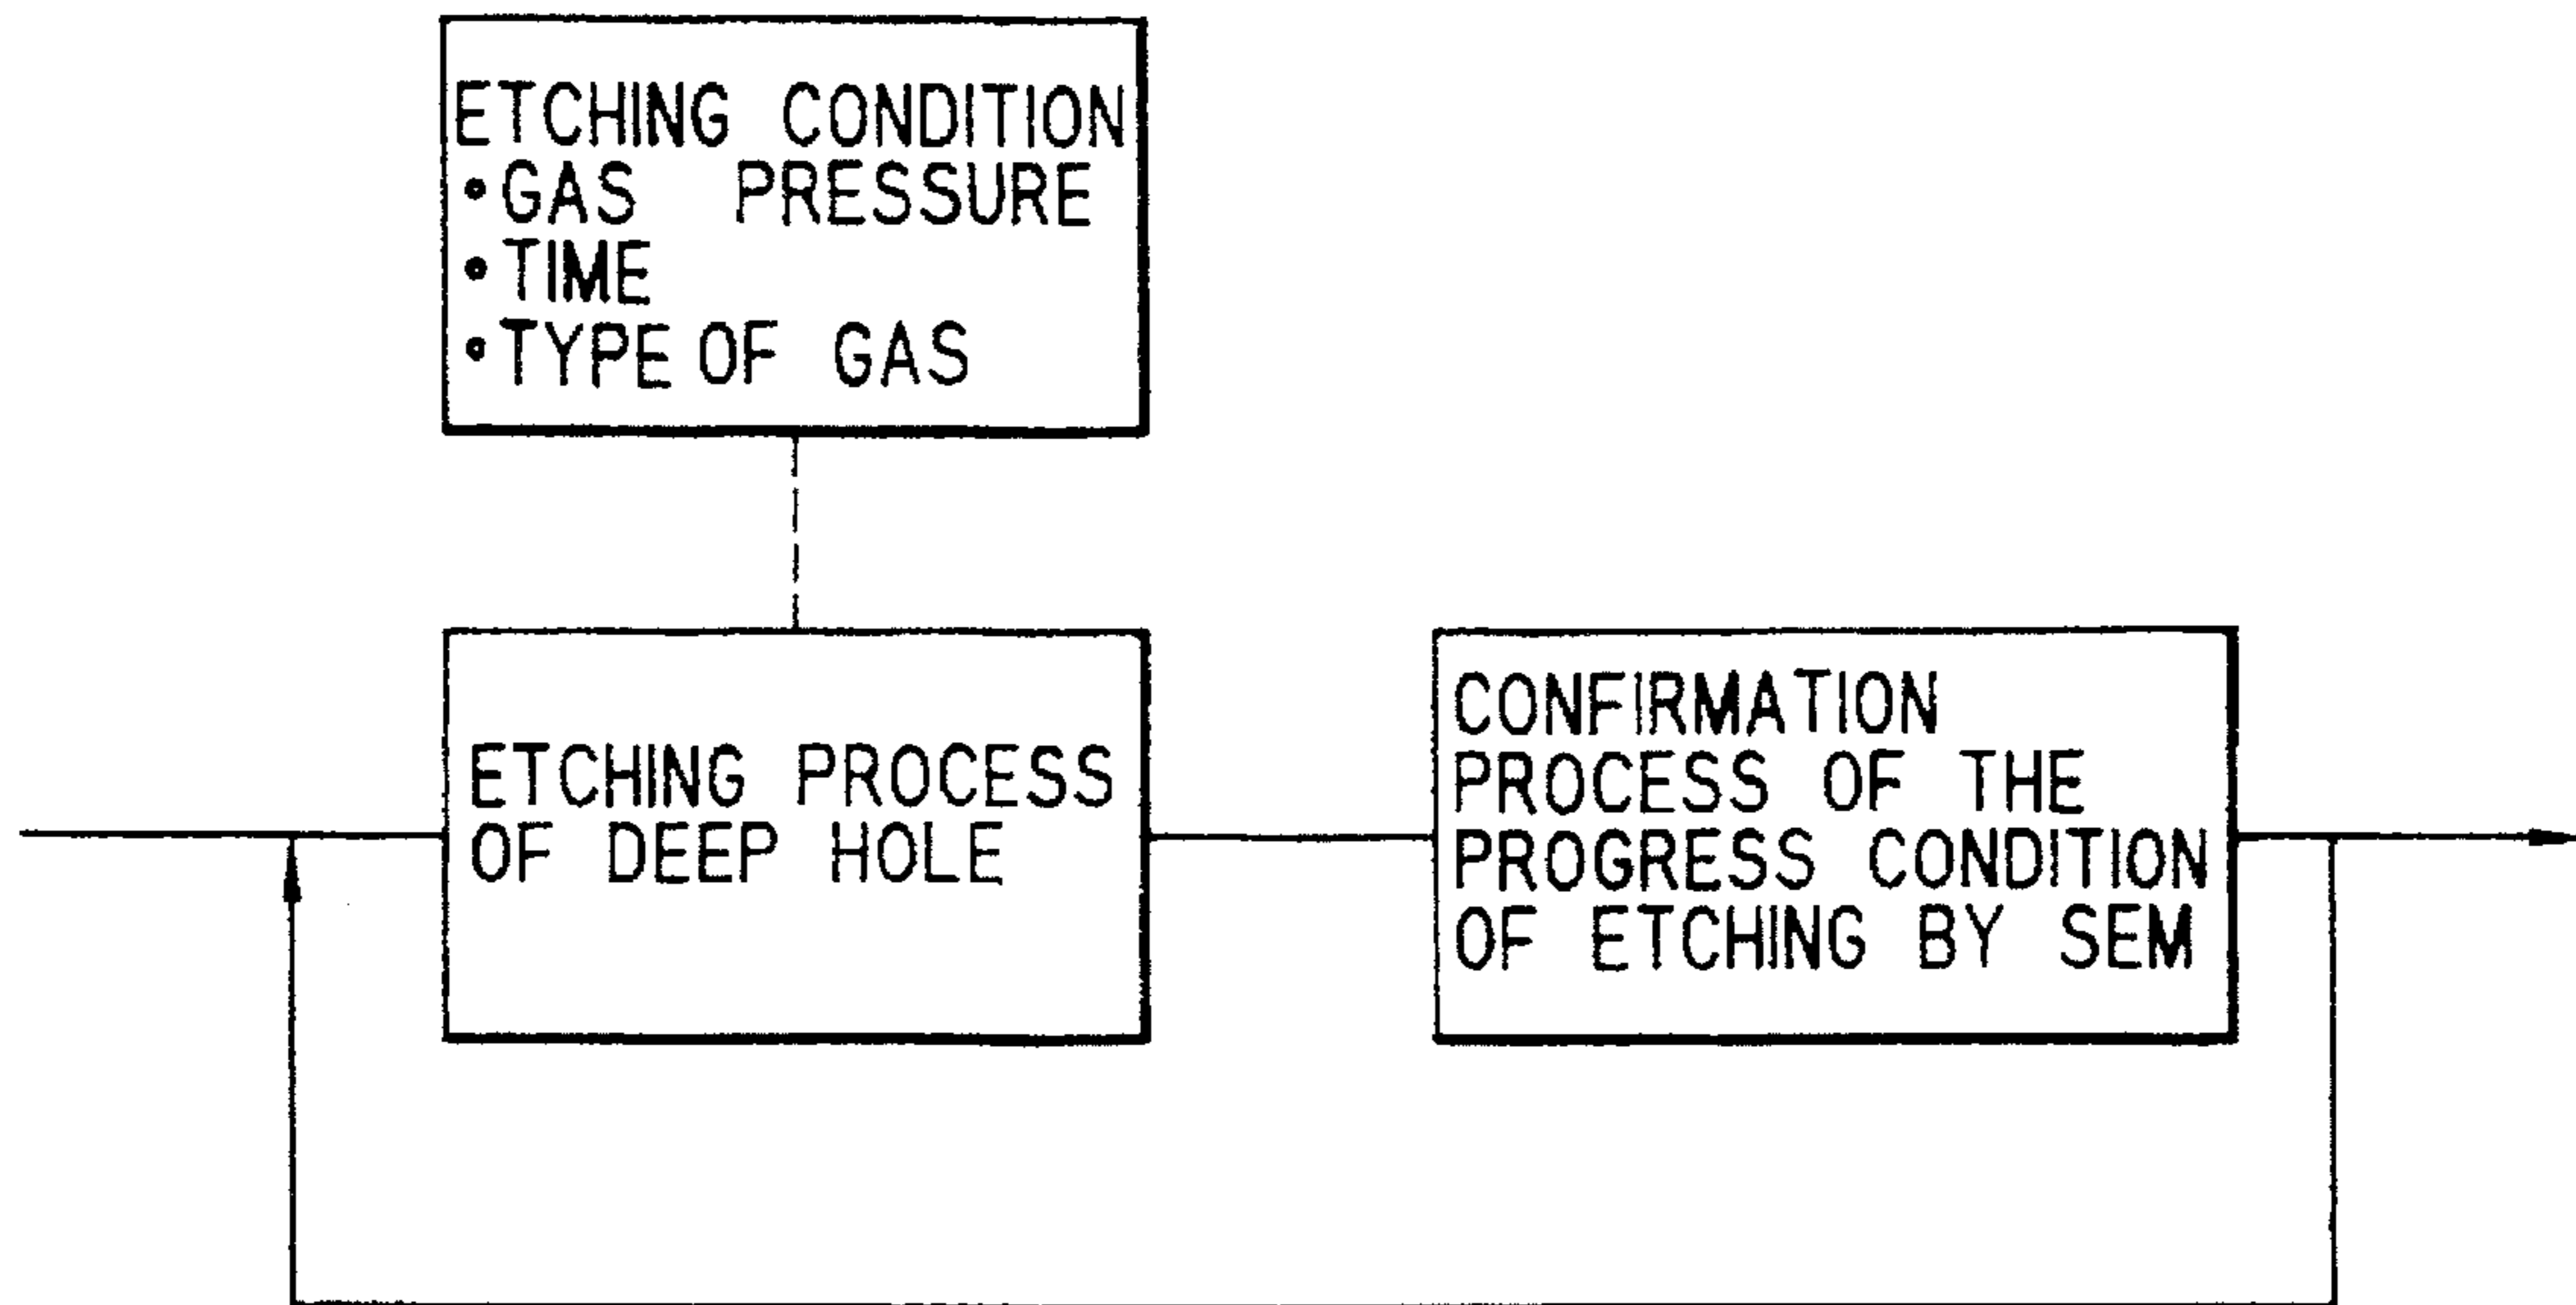 ETCHING CONDITION
• GAS PRESSURE
• TIME
• TYPE OF GAS
ETCHING PROCESS
OF DEEP HOLE
CONFIRMATION
PROCESS OF THE
PROGRESS CONDITION
OF ETCHING BY SEM